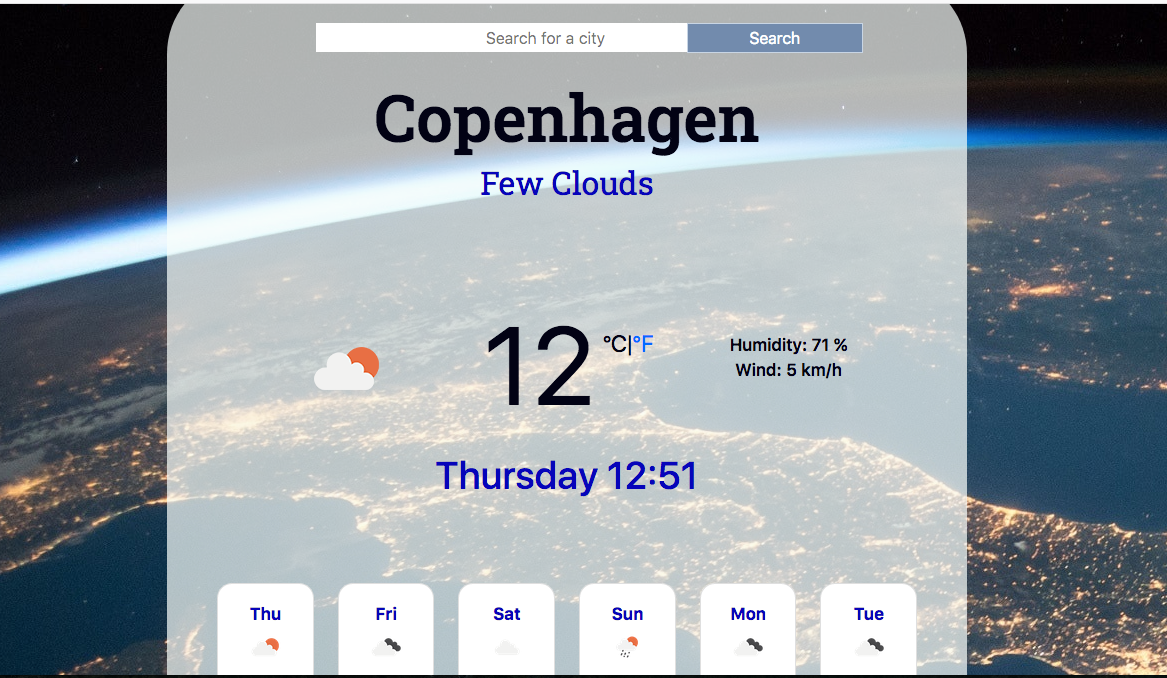 Search for a city Search
Copenhagen
Few Clouds
12 °C|°F
Humidity: 71 %
Wind: 5 km/h
Thursday 12:51
Thu Fri Sat Sun Mon Tue